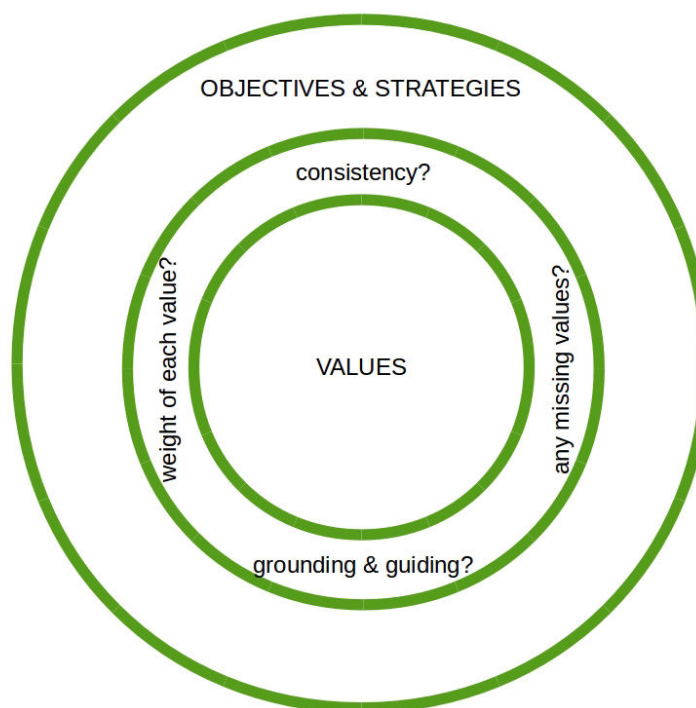 OBJECTIVES & STRATEGIES
consistency?
weight of each value?
any missing values?
VALUES
grounding & guiding?